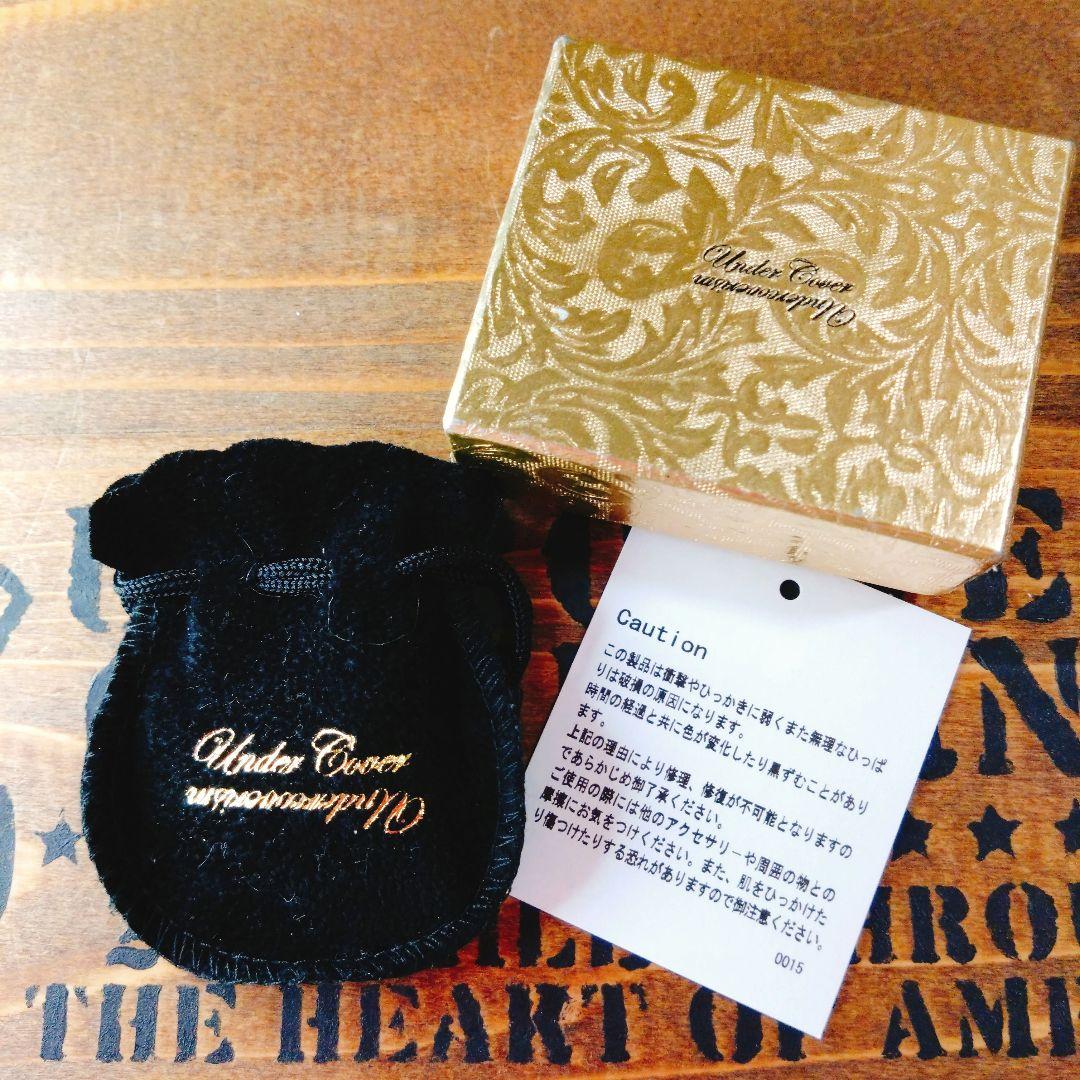 Under Cover
Undercoverism
Caution
この製品は衝撃やひっかきに弱くまた無理なひっぱ
りは破損の原因になります。
時間の経過と共に色が変化したり黒ずむことがあり
ます。
上記の理由により修理、修復が不可能となりますの
であらかじめ御了承ください。
ご使用の際には他のアクセサリーや周囲の物との
摩擦にお気をつけください。また、肌をひっかけた
り傷つけたりする恐れがありますので御注意ください。
0015
Under Cover
Undercoverism
THE HEART OF